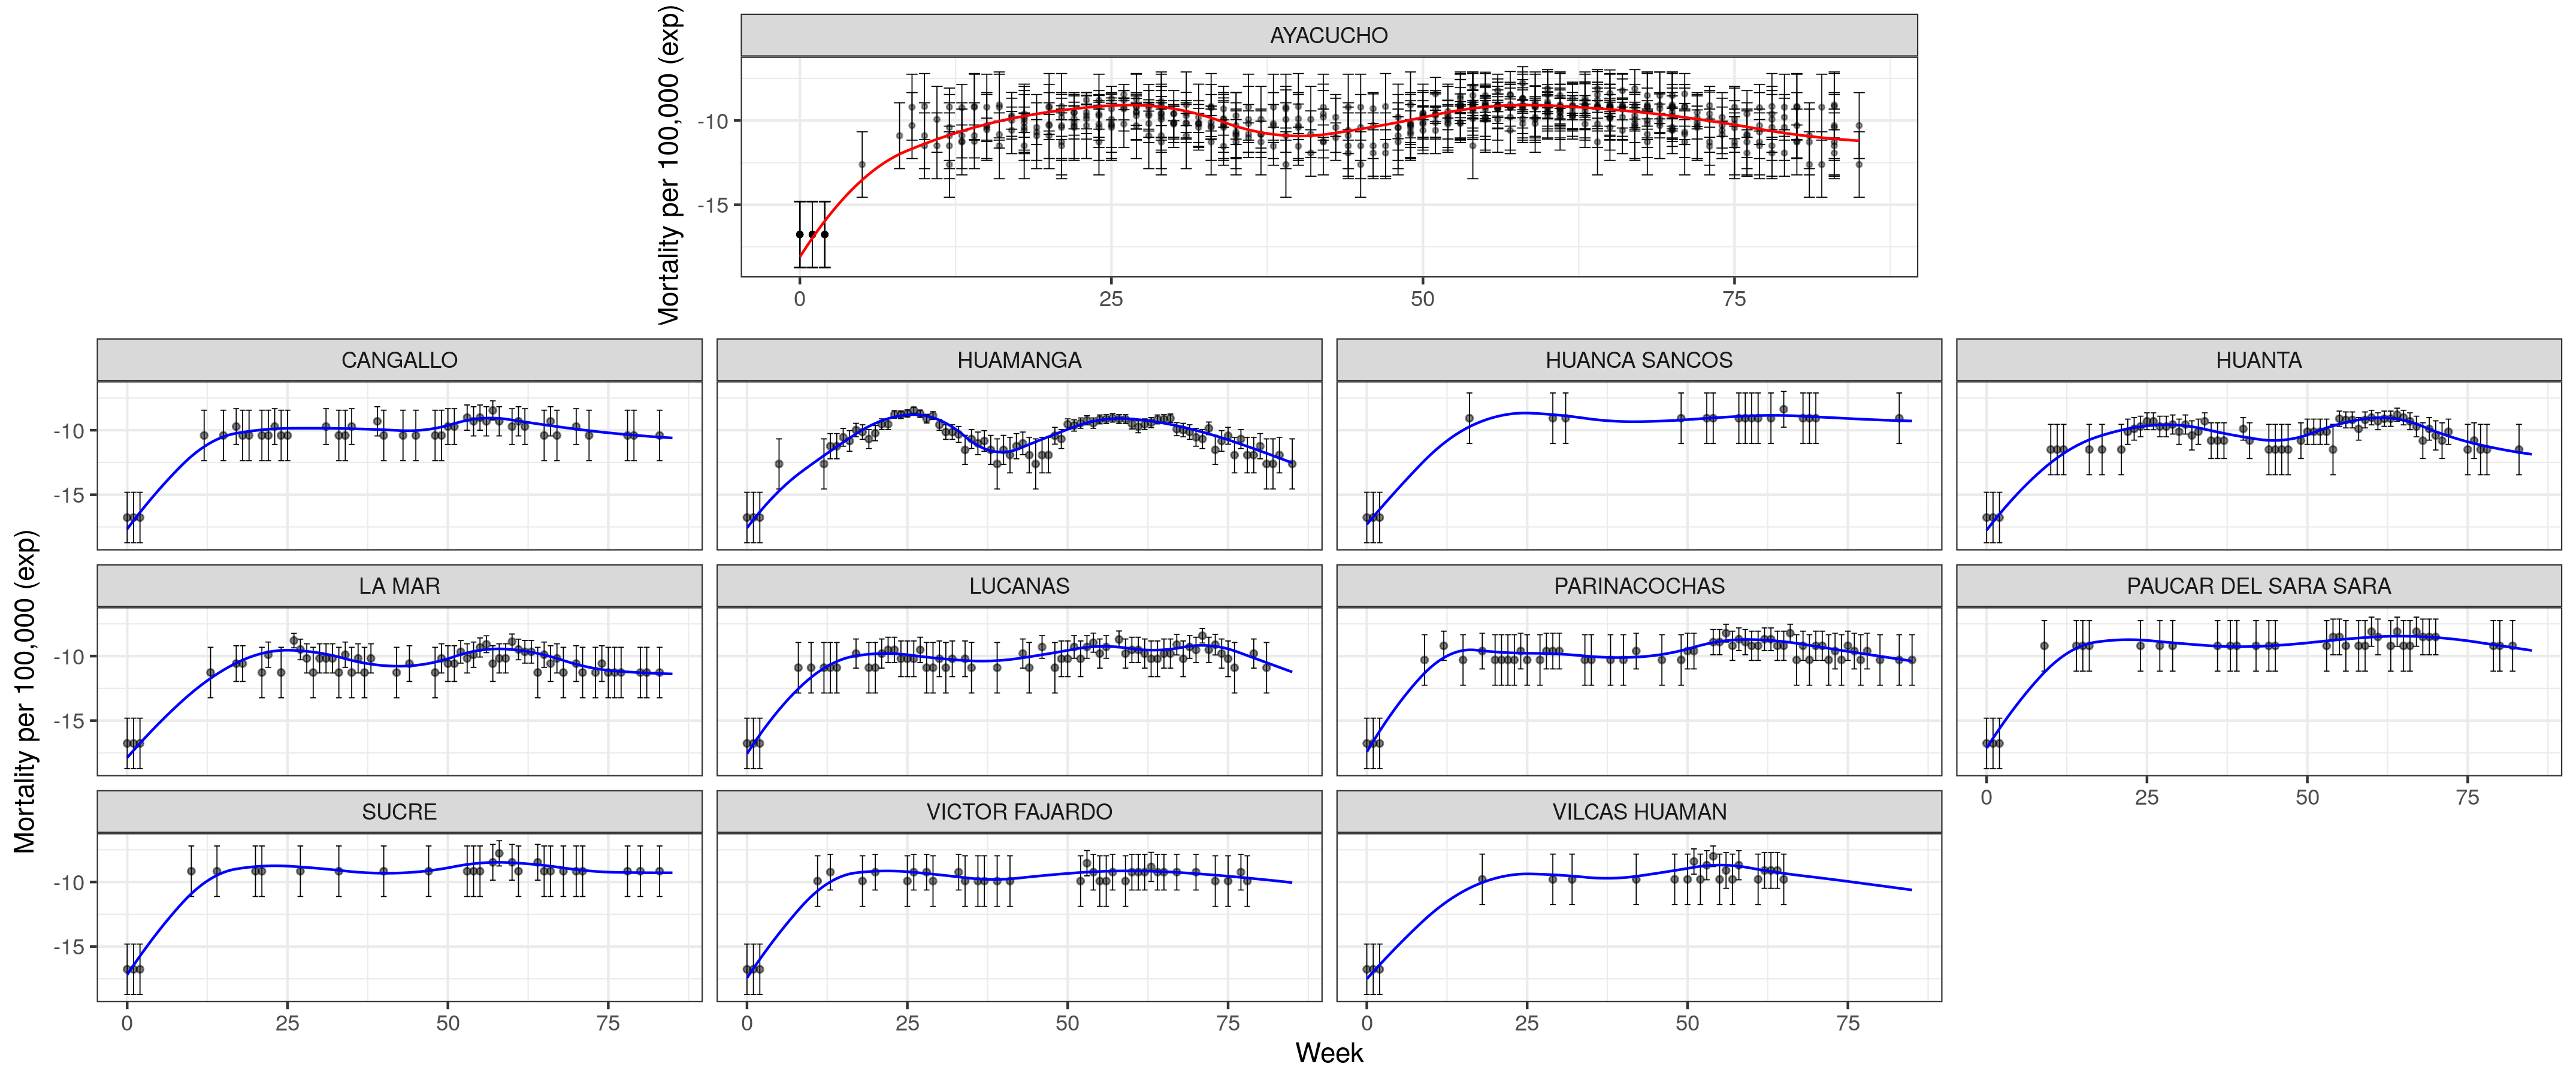 AYACUCHO
Mortality per 100,000 (exp)
-10
-15
0 25 50 75
CANGALLO HUAMANGA HUANCA SANCOS HUANTA
-10
-15
LA MAR LUCANAS PARINACOCHAS PAUCAR DEL SARA SARA
-10
-15
0 25 50 75
SUCRE VICTOR FAJARDO VILCAS HUAMAN
-10
-15
0 25 50 75 0 25 50 75 0 25 50 75
Mortality per 100,000 (exp)
Week